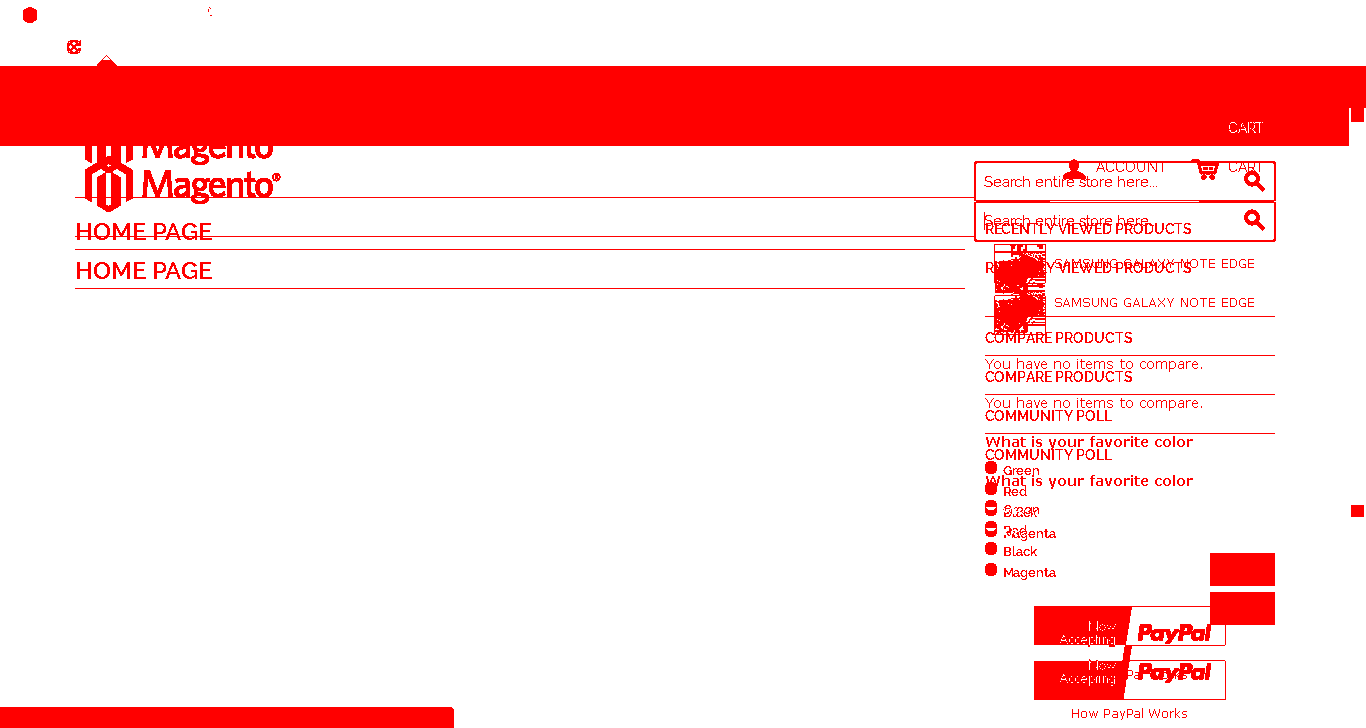 CART
Magento
Magento®
ACCOUNT CART
Search entire store here...
HOME PAGE
Search entire store here...
RECENTLY VIEWED PRODUCTS
SAMSUNG GALAXY NOTE EDGE
HOME PAGE
RECENTLY VIEWED PRODUCTS
SAMSUNG GALAXY NOTE EDGE
COMPARE PRODUCTS
You have no items to compare.
COMPARE PRODUCTS
You have no items to compare.
COMMUNITY POLL
What is your favorite color
COMMUNITY POLL
Green
What is your favorite color
Red
Green
Black
Red
Magenta
Black
Magenta
Now
Accepting PayPal
Now
Accepting PayPal
How PayPal Works